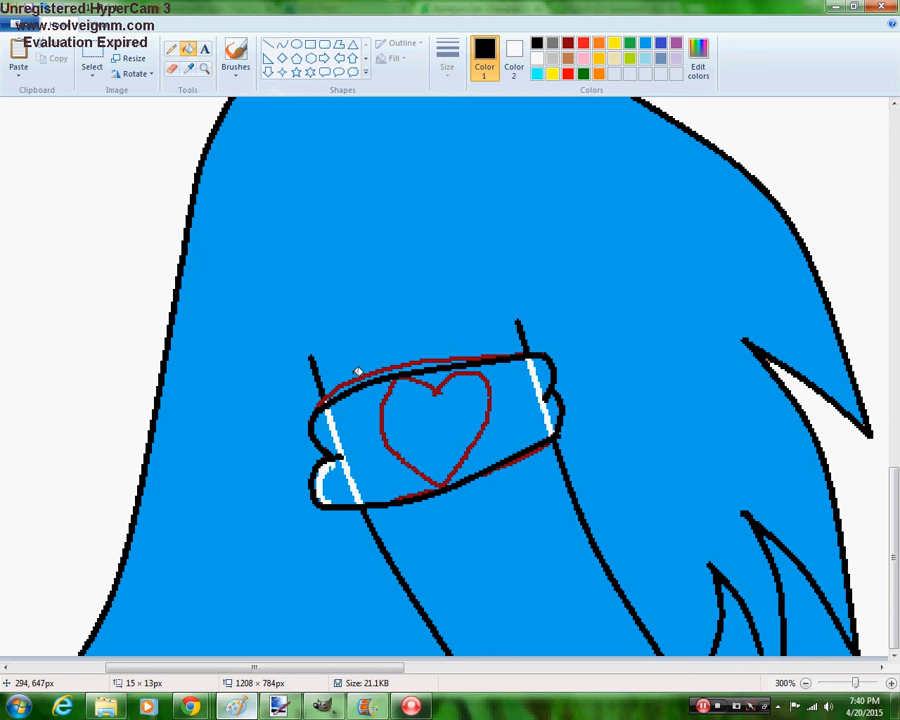 Unregistered HyperCam 3
www.solveigmm.com
Evaluation Expired
Paste
Copy
Select
Resize
Rotate
A
Brushes
Outline
Fill
Size
Color 1
Color 2
Edit colors
Clipboard
Image
Tools
Shapes
Colors
294, 647px
15 × 13px
1208 × 784px
Size: 21.1KB
300%
7:40 PM
4/20/2015